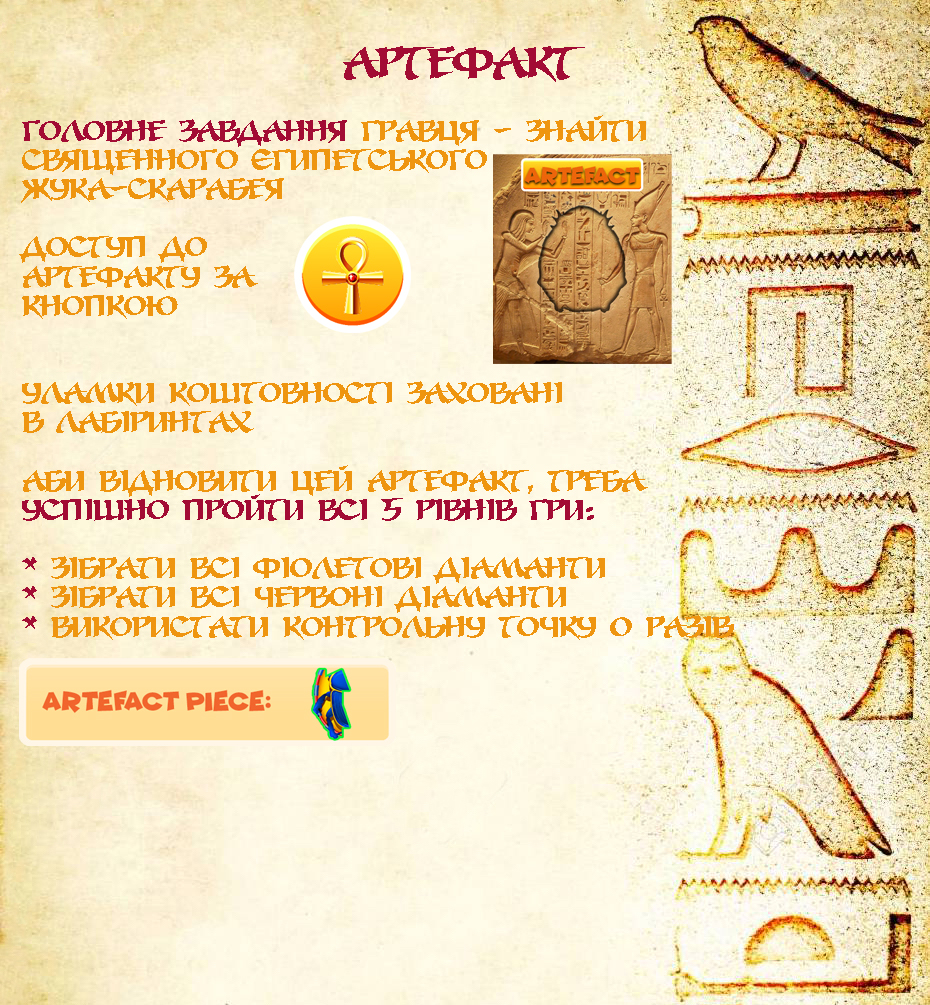 АРТЕФАКТ
ГОЛОВНЕ ЗАВДАННЯ ГРАВЦЯ - ЗНАЙТИ
СВЯЩЕННОГО ЄГИПЕТСЬКОГО
ЖУКА-СКАРАБЕЯ
ARTEFACT
ДОСТУП ДО
АРТЕФАКТУ ЗА
КНОПКОЮ
УЛАМКИ КОШТОВНОСТІ ЗАХОВАНІ
В ЛАБІРИНТАХ
АБИ ВІДНОВИТИ ЦЕЙ АРТЕФАКТ, ТРЕБА
УСПІШНО ПРОЙТИ ВСІ 5 РІВНІВ ГРИ:
* ЗІБРАТИ ВСІ ФІОЛЕТОВІ ДІАМАНТИ
* ЗІБРАТИ ВСІ ЧЕРВОНІ ДІАМАНТИ
* ВИКОРИСТАТИ КОНТРОЛЬНУ ТОЧКУ 0 РАЗІВ
ARTEFACT PIECE: